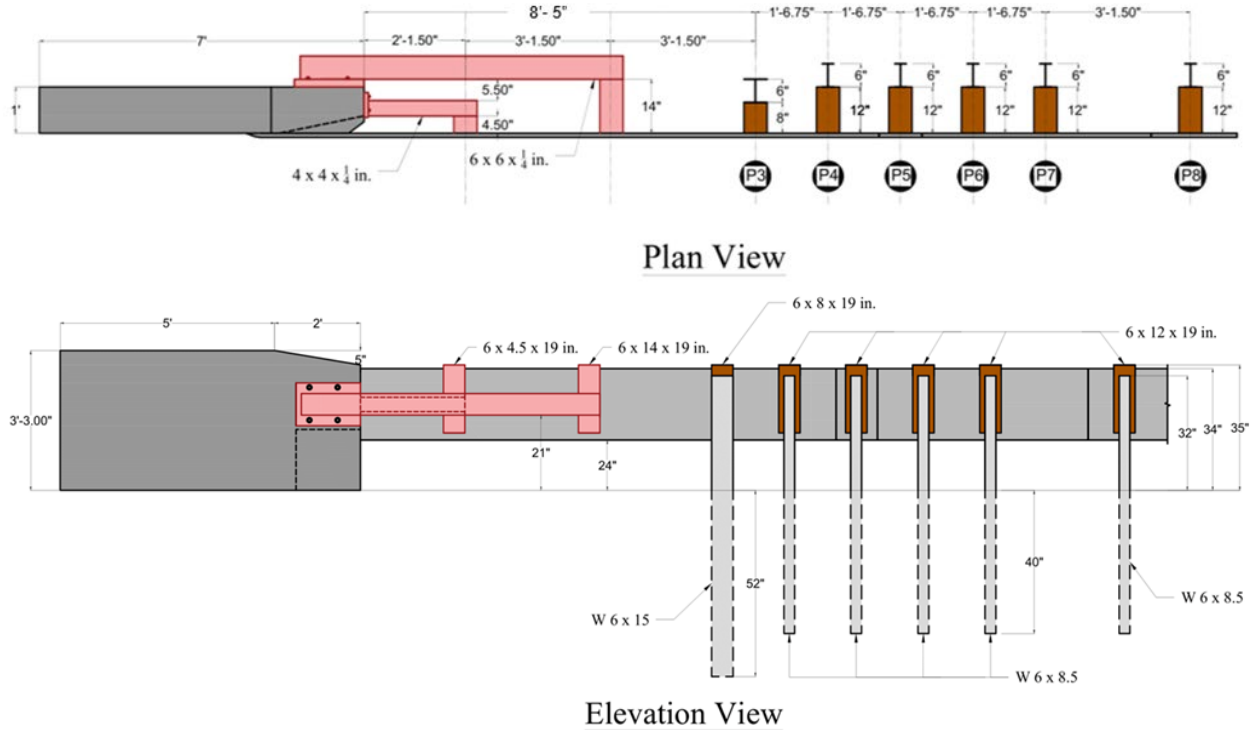 8'- 5"
1'-6.75"
1'-6.75"
1'-6.75"
1'-6.75"
3'-1.50"
7'
2'-1.50"
3'-1.50"
3'-1.50"
1'
5.50"
4.50"
14"
6"
8"
6"
12"
6"
12"
6"
12"
6"
12"
6"
12"
4 x 4 x 1/4 in.
6 x 6 x 1/4 in.
P3
P4
P5
P6
P7
P8
Plan View
6 x 8 x 19 in.
5'
2'
5"
6 x 4.5 x 19 in.
6 x 14 x 19 in.
6 x 12 x 19 in.
3'-3.00"
21"
24"
32"
34"
35"
52"
40"
W 6 x 15
W 6 x 8.5
W 6 x 8.5
Elevation View